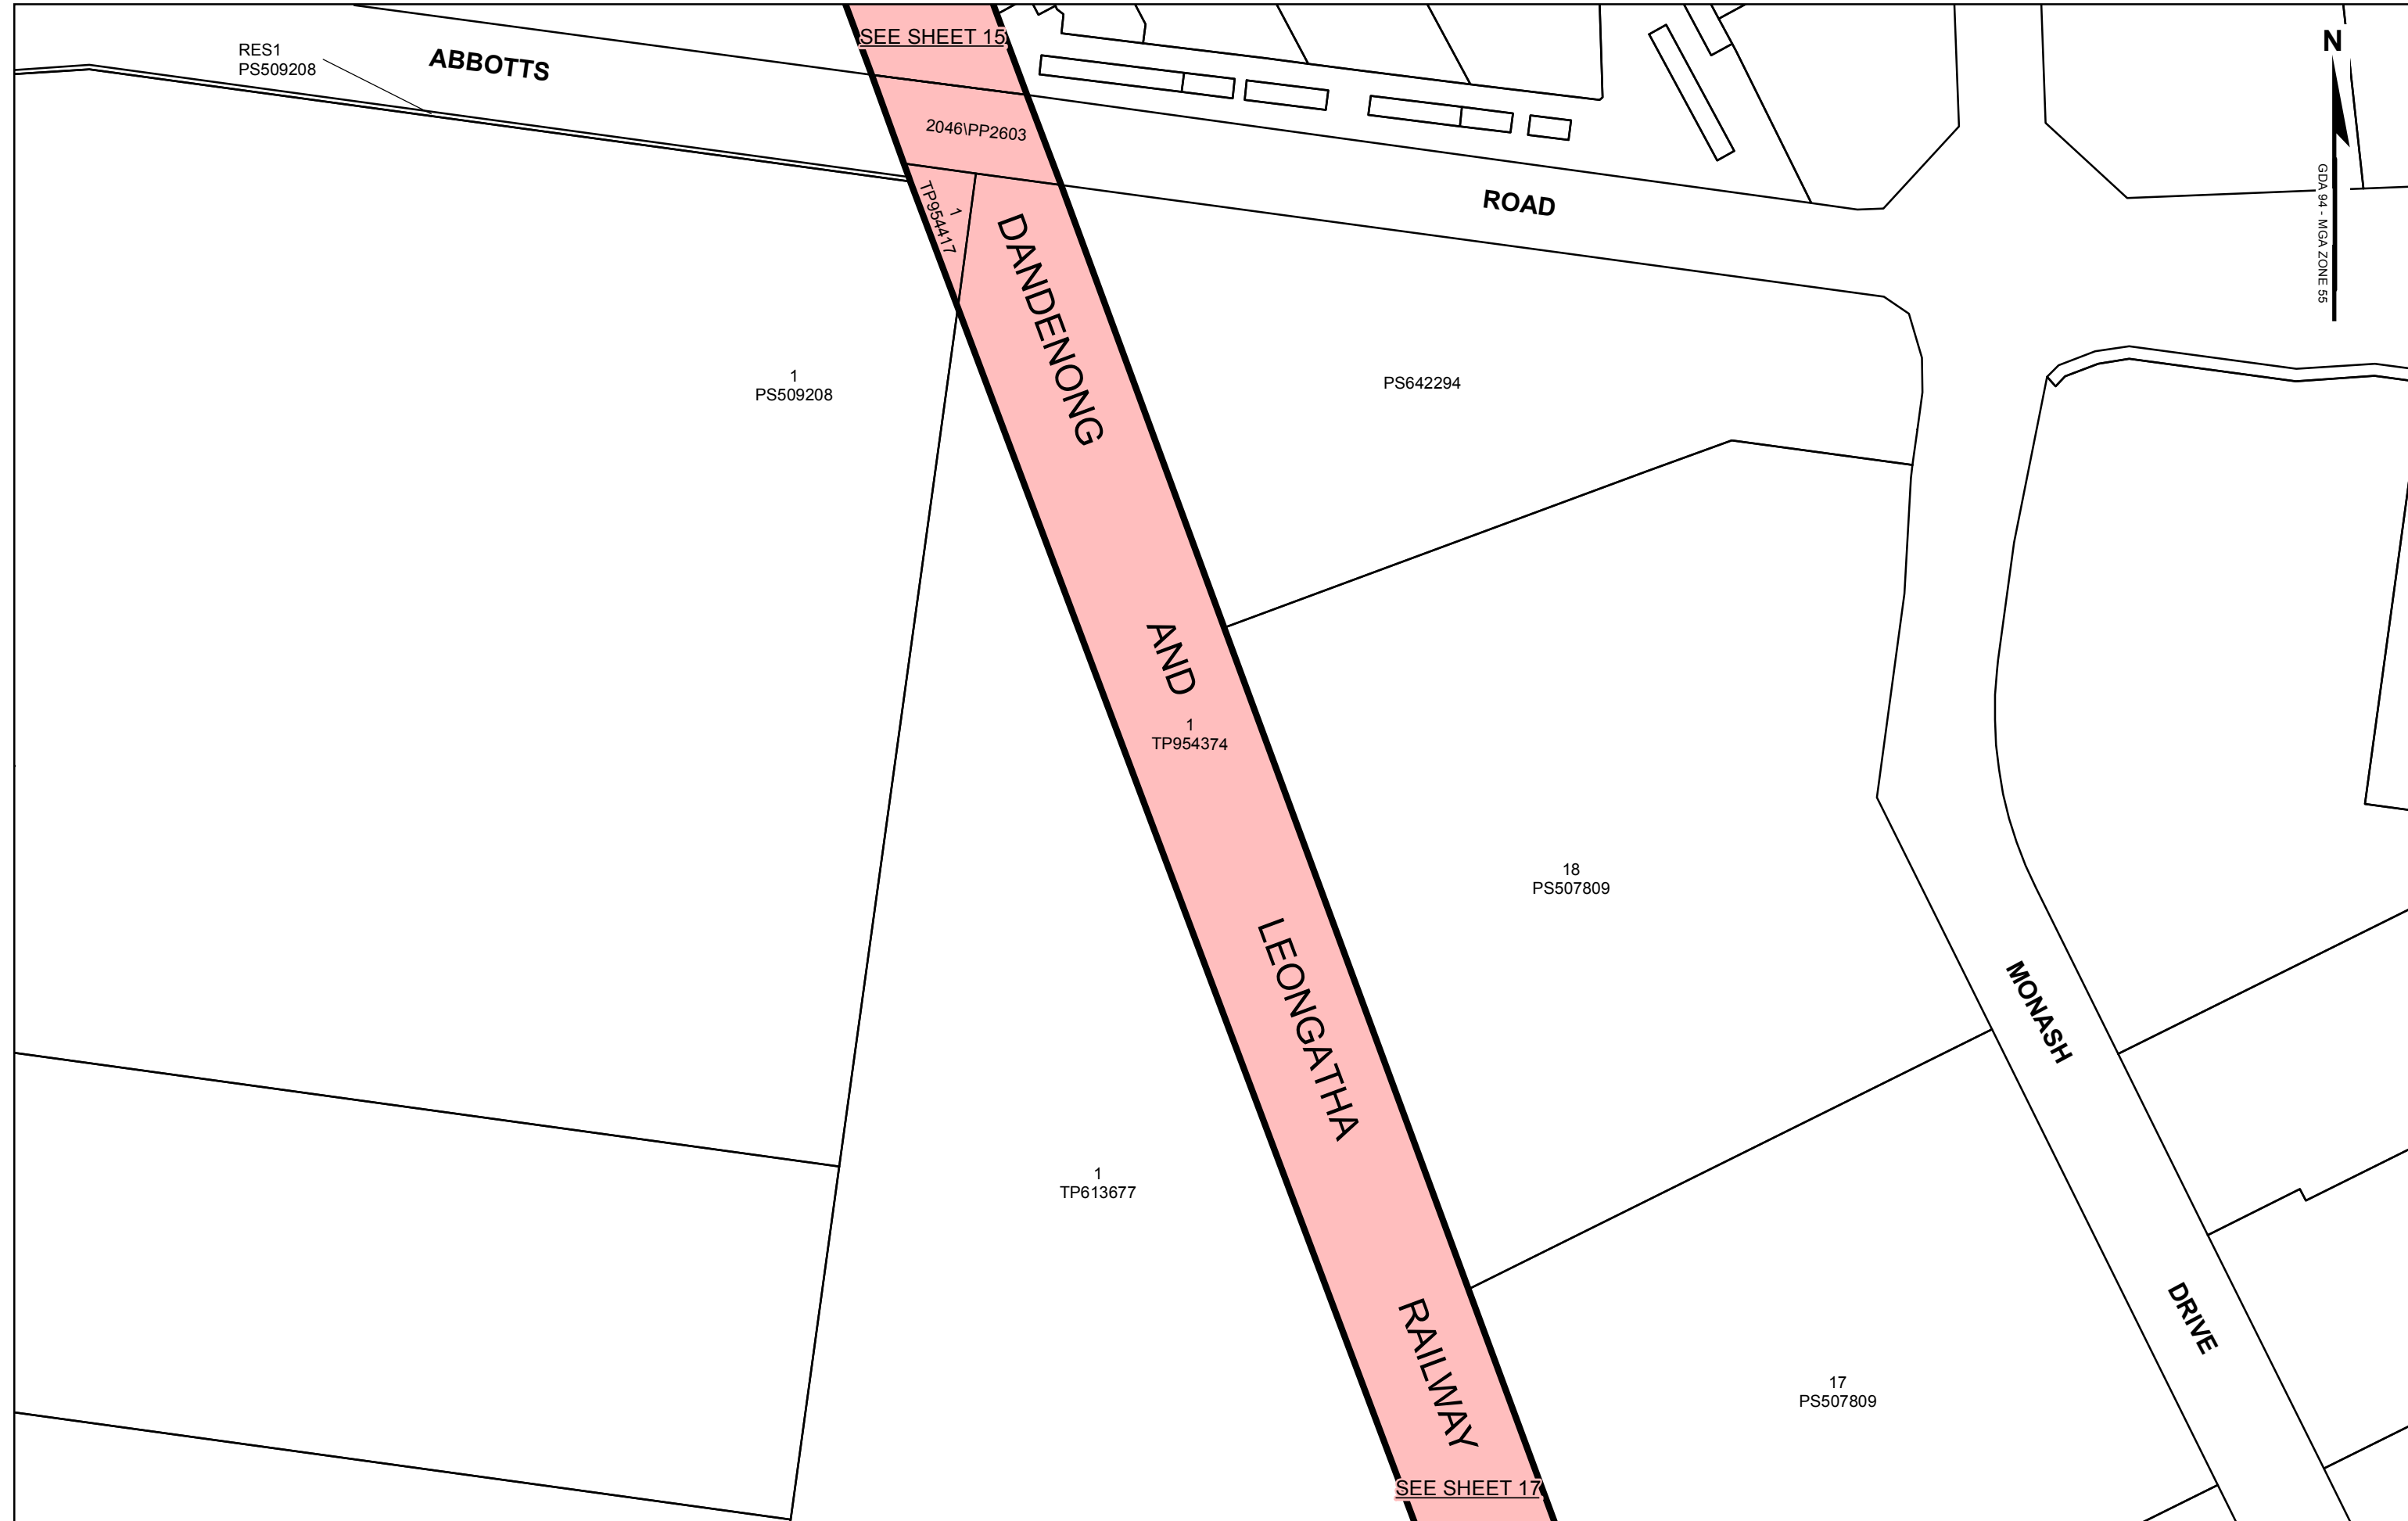 SEE SHEET 15
N
RES1
PS509208
ABBOTTS
2046\PP2603
ROAD
GDA 94 - MGA ZONE 55
1
TP954417
DANDENONG
1
PS509208
PS642294
AND
1
TP954374
18
PS507809
LEONGATHA
MONASH
1
TP613677
DRIVE
RAILWAY
17
PS507809
SEE SHEET 17